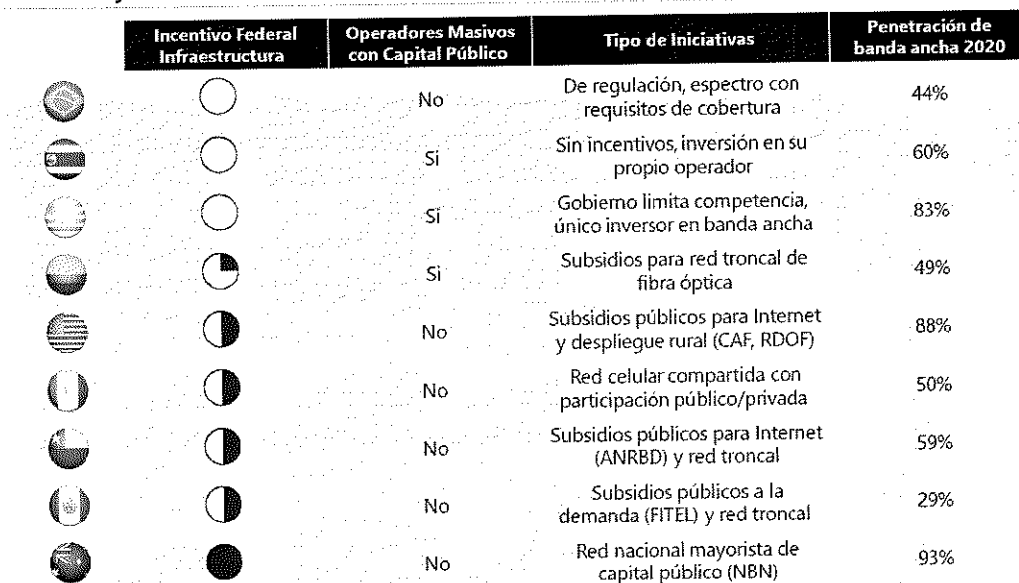 Incentivo Federal
Infraestructura
Operadores Masivos
con Capital Público
Tipo de Iniciativas
Penetración de
banda ancha 2020
No
De regulación, espectro con
requisitos de cobertura
44%
Si
Sin incentivos, inversión en su
propio operador
60%
Si
Gobierno limita competencia,
único inversor en banda ancha
83%
Si
Subsidios para red troncal de
fibra óptica
49%
No
Subsidios públicos para Internet
y despliegue rural (CAF, RDOF)
88%
No
Red celular compartida con
participación público/privada
50%
No
Subsidios públicos para Internet
(ANRBD) y red troncal
59%
No
Subsidios públicos a la
demanda (FITEL) y red troncal
29%
No
Red nacional mayorista de
capital público (NBN)
93%